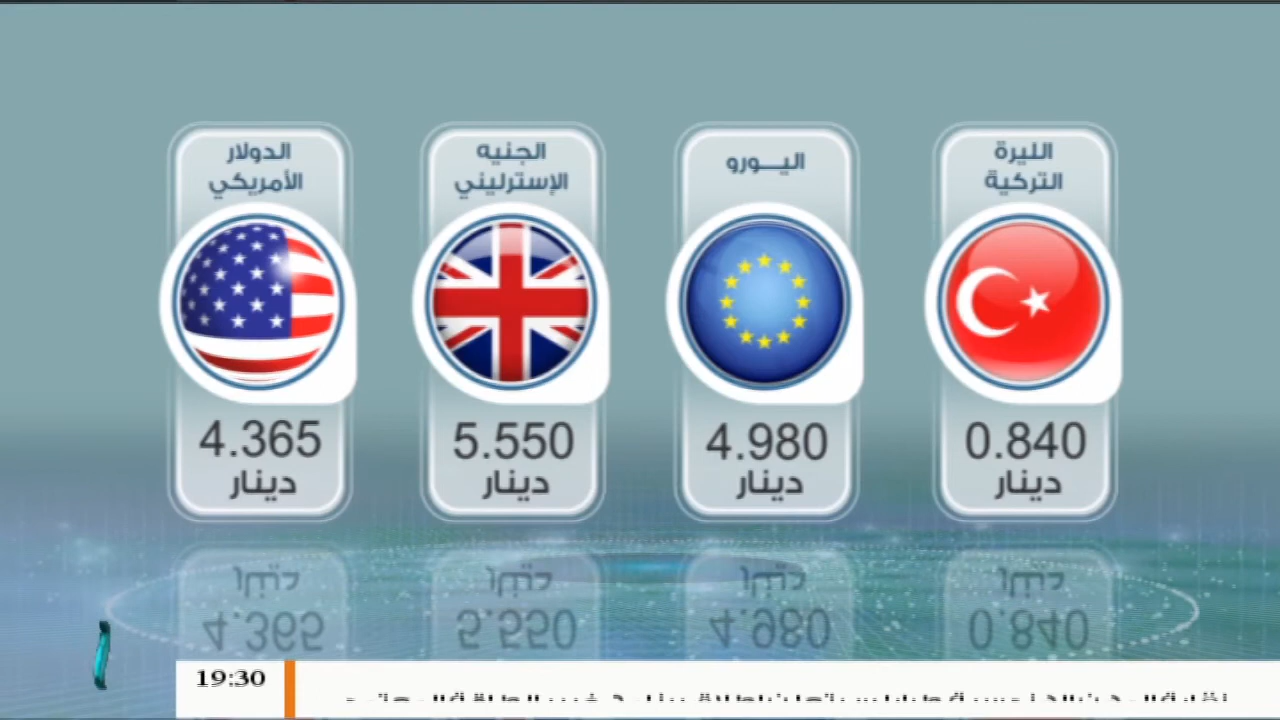 الدولار
الأمريكي
4.365
دينار
الجنيه
الإسترليني
5.550
دينار
اليـــورو
4.980
دينار
الليرة
التركية
0.840
دينار
19:30